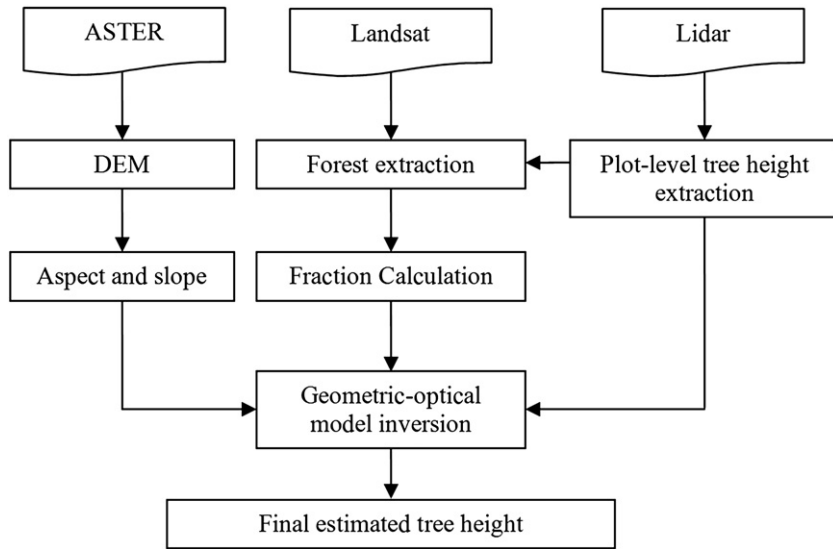 ASTER
Landsat
Lidar
DEM
Forest extraction
Plot-level tree height
extraction
Aspect and slope
Fraction Calculation
Geometric-optical
model inversion
Final estimated tree height